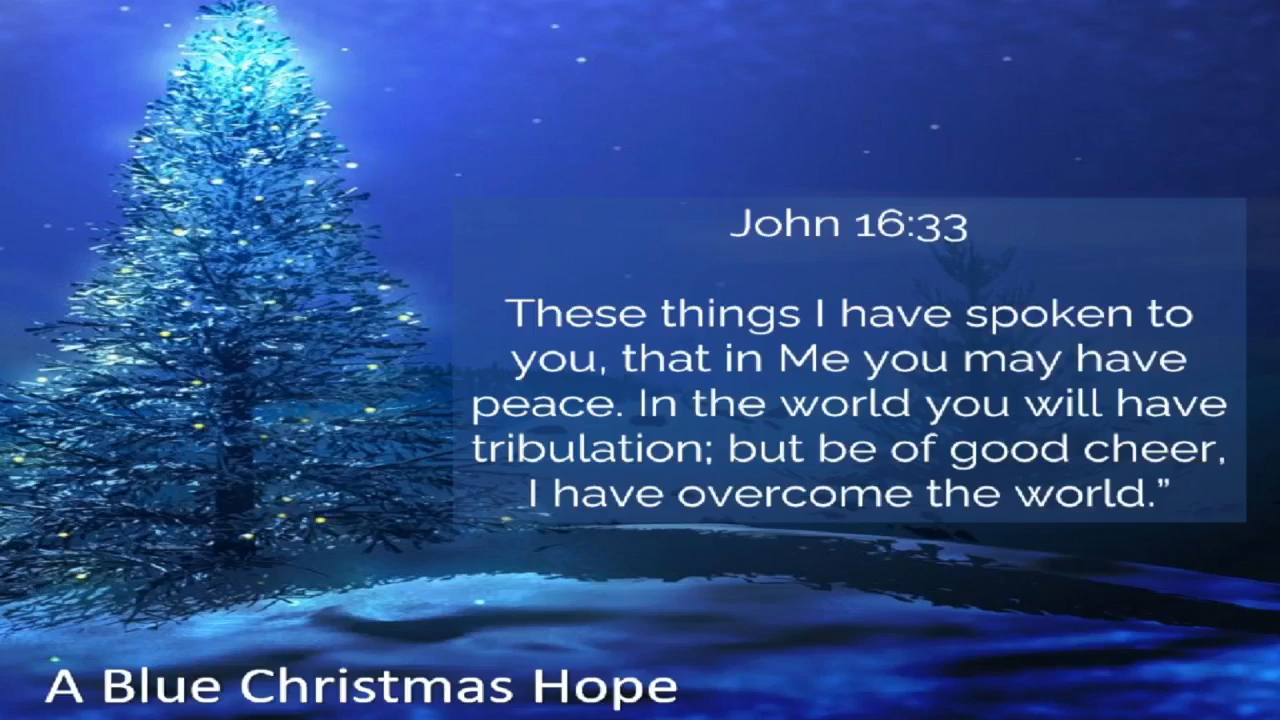 John 16:33
These things I have spoken to
you, that in Me you may have
peace. In the world you will have
tribulation; but be of good cheer,
I have overcome the world.”
A Blue Christmas Hope